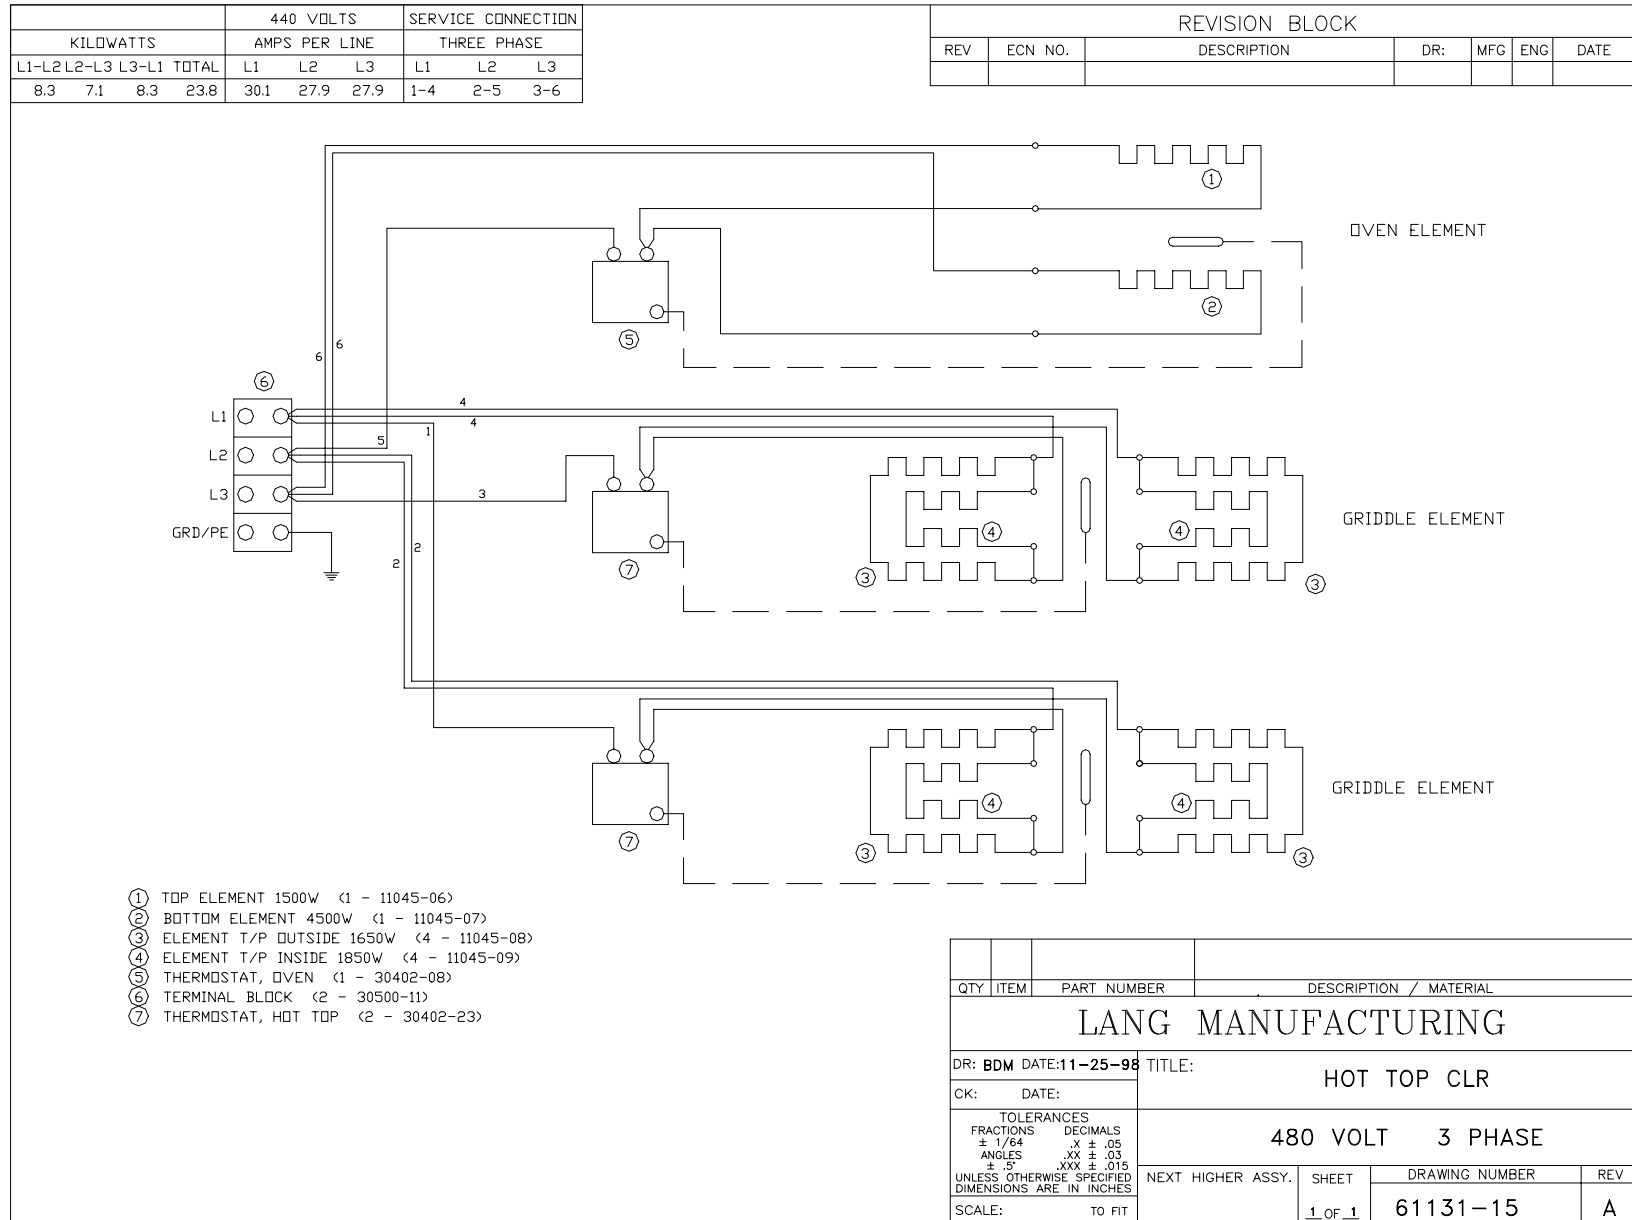 440 VOLTS SERVICE CONNECTION
KILOWATTS AMPS PER LINE THREE PHASE
L1-L2 L2-L3 L3-L1 TOTAL L1 L2 L3 L1 L2 L3
8.3 7.1 8.3 23.8 30.1 27.9 27.9 1-4 2-5 3-6
REVISION BLOCK
REV ECN NO. DESCRIPTION DR: MFG ENG DATE
1
OVEN ELEMENT
2
5
6
6
6
4
L1
4
1
5
L2
3
L3
GRD/PE
4
4
GRIDDLE ELEMENT
2
2
7
3
3
GRIDDLE ELEMENT
4
4
7
3
3
1 TOP ELEMENT 1500W (1 - 11045-06)
2 BOTTOM ELEMENT 4500W (1 - 11045-07)
3 ELEMENT T/P OUTSIDE 1650W (4 - 11045-08)
4 ELEMENT T/P INSIDE 1850W (4 - 11045-09)
5 THERMOSTAT, OVEN (1 - 30402-08)
6 TERMINAL BLOCK (2 - 30500-11)
7 THERMOSTAT, HOT TOP (2 - 30402-23)
QTY ITEM PART NUMBER DESCRIPTION / MATERIAL
LANG MANUFACTURING
DR: BDM DATE:11-25-98 TITLE:
HOT TOP CLR
CK: DATE:
TOLERANCES
FRACTIONS DECIMALS
± 1/64 .X ± .05
ANGLES .XX ± .03
± .5° .XXX ± .015
UNLESS OTHERWISE SPECIFIED
DIMENSIONS ARE IN INCHES
480 VOLT 3 PHASE
NEXT HIGHER ASSY. SHEET DRAWING NUMBER REV
SCALE: TO FIT 1 OF 1 61131-15 A